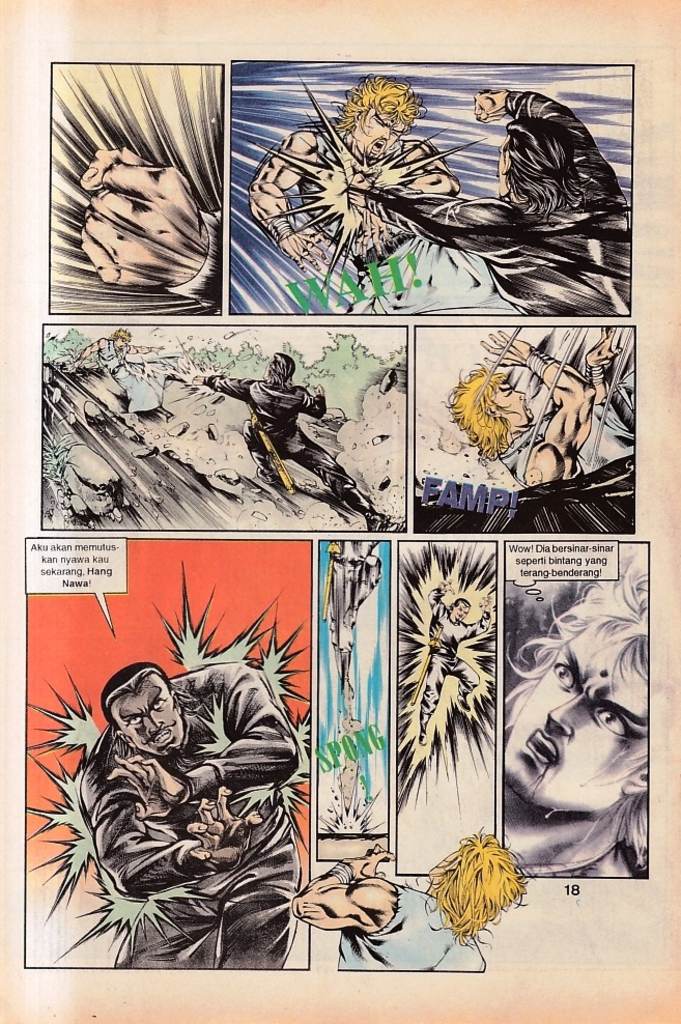 WAH!
FAMP!
Aku akan memutus-
kan nyawa kau
sekarang, Hang
Nawa!
SPONG
!
Wow! Dia bersinar-sinar
seperti bintang yang
terang-benderang!
18